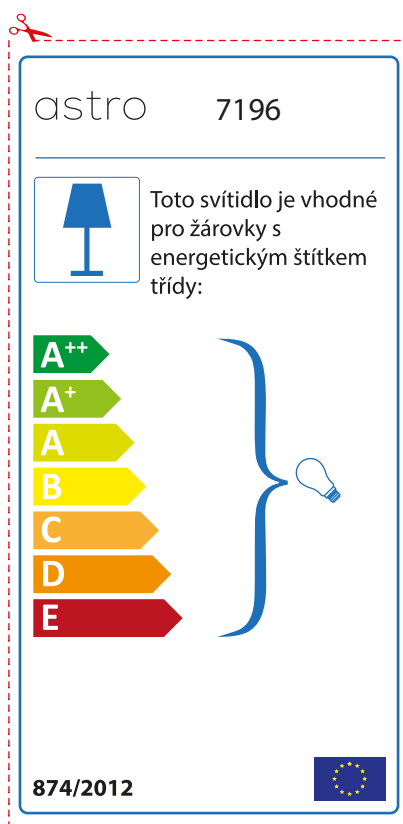 astro 7196
Toto svítidlo je vhodné
pro žárovky s
energetickým štítkem
třídy:
A++
A+
A
B
C
D
E
874/2012